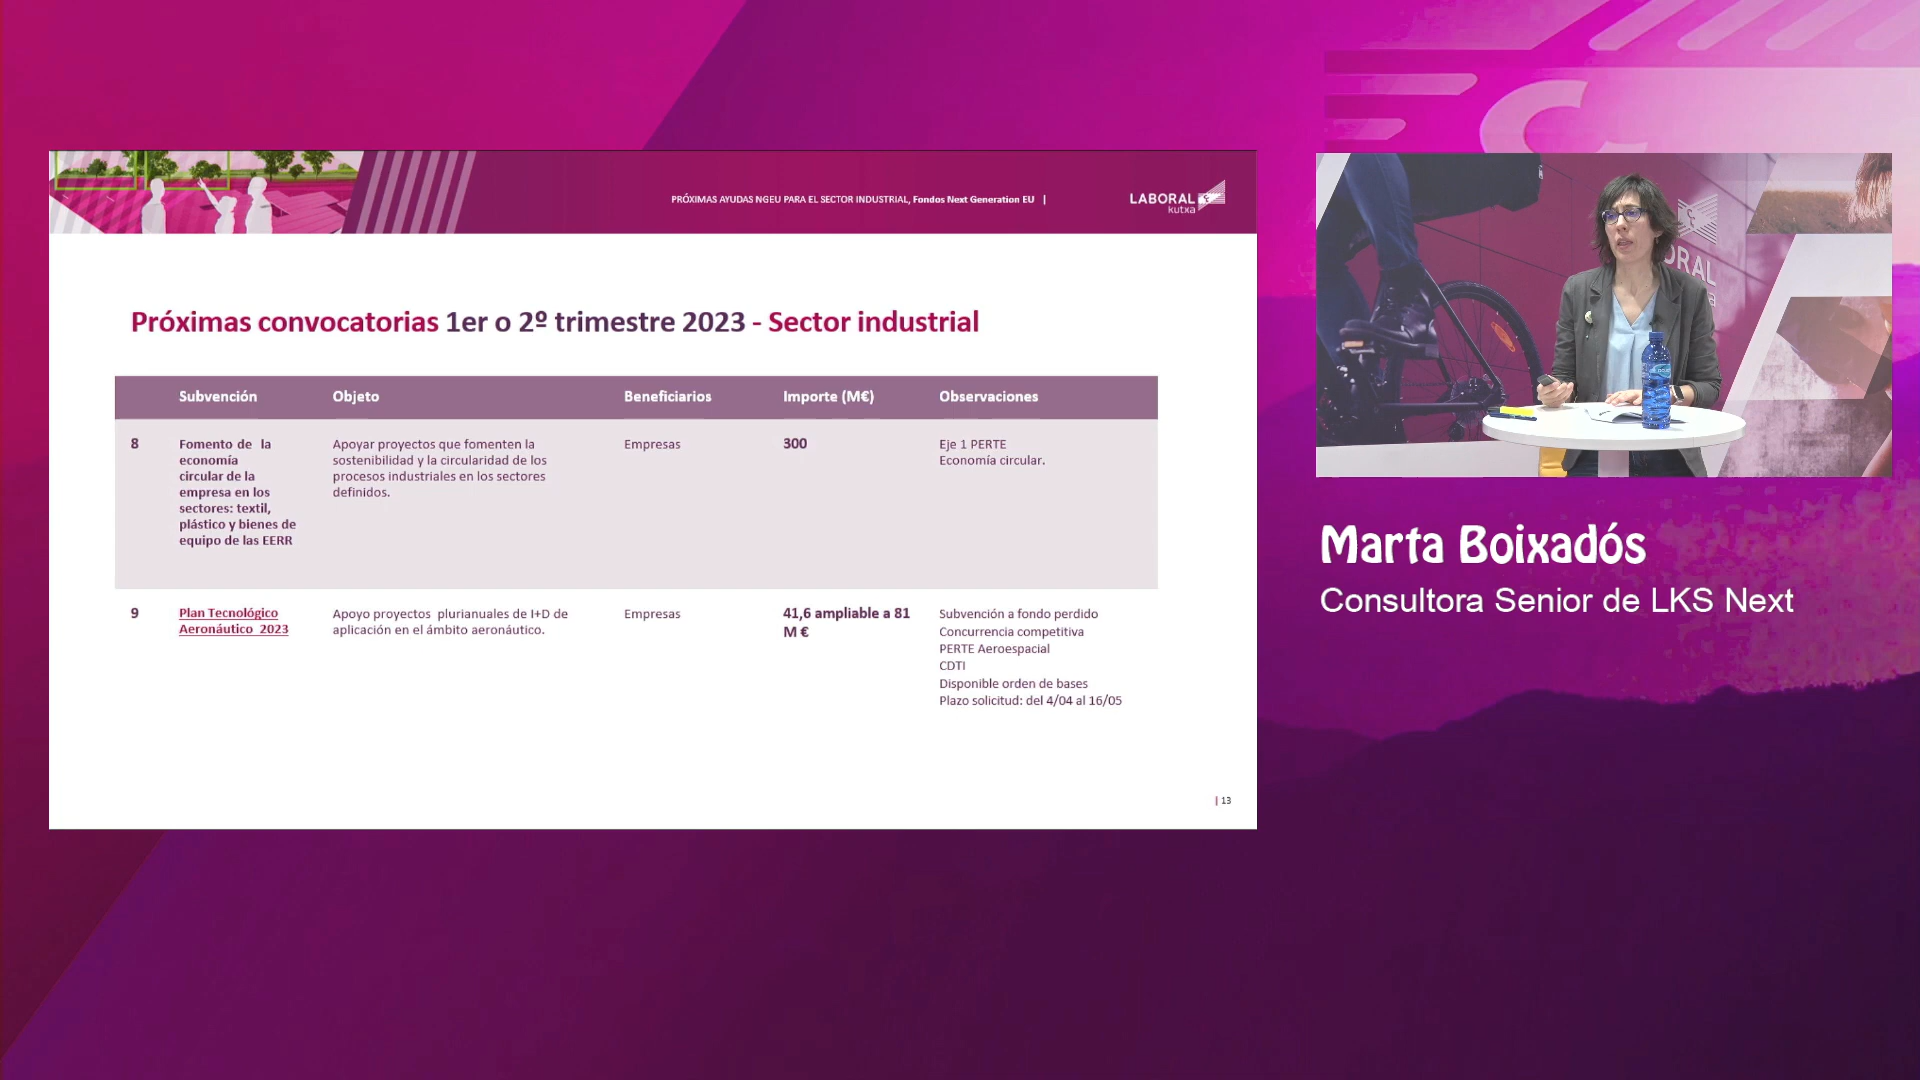 PRÓXIMAS AYUDAS NGEU PARA EL SECTOR INDUSTRIAL, Fondos Next Generation EU |
LABORAL
kutxa
Próximas convocatorias 1er o 2º trimestre 2023 - Sector industrial
Subvención Objeto Beneficiarios Importe (M€) Observaciones
8
Fomento de la
economía
circular de la
empresa en los
sectores: textil,
plástico y bienes de
equipo de las EERR
Apoyar proyectos que fomenten la
sostenibilidad y la circularidad de los
procesos industriales en los sectores
definidos.
Empresas
300
Eje 1 PERTE
Economía circular.
9
Plan Tecnológico
Aeronáutico 2023
Apoyo proyectos plurianuales de I+D de
aplicación en el ámbito aeronáutico.
Empresas
41,6 ampliable a 81
M €
Subvención a fondo perdido
Concurrencia competitiva
PERTE Aeroespacial
CDTI
Disponible orden de bases
Plazo solicitud: del 4/04 al 16/05
| 13
ORAL
Marta Boixadós
Consultora Senior de LKS Next